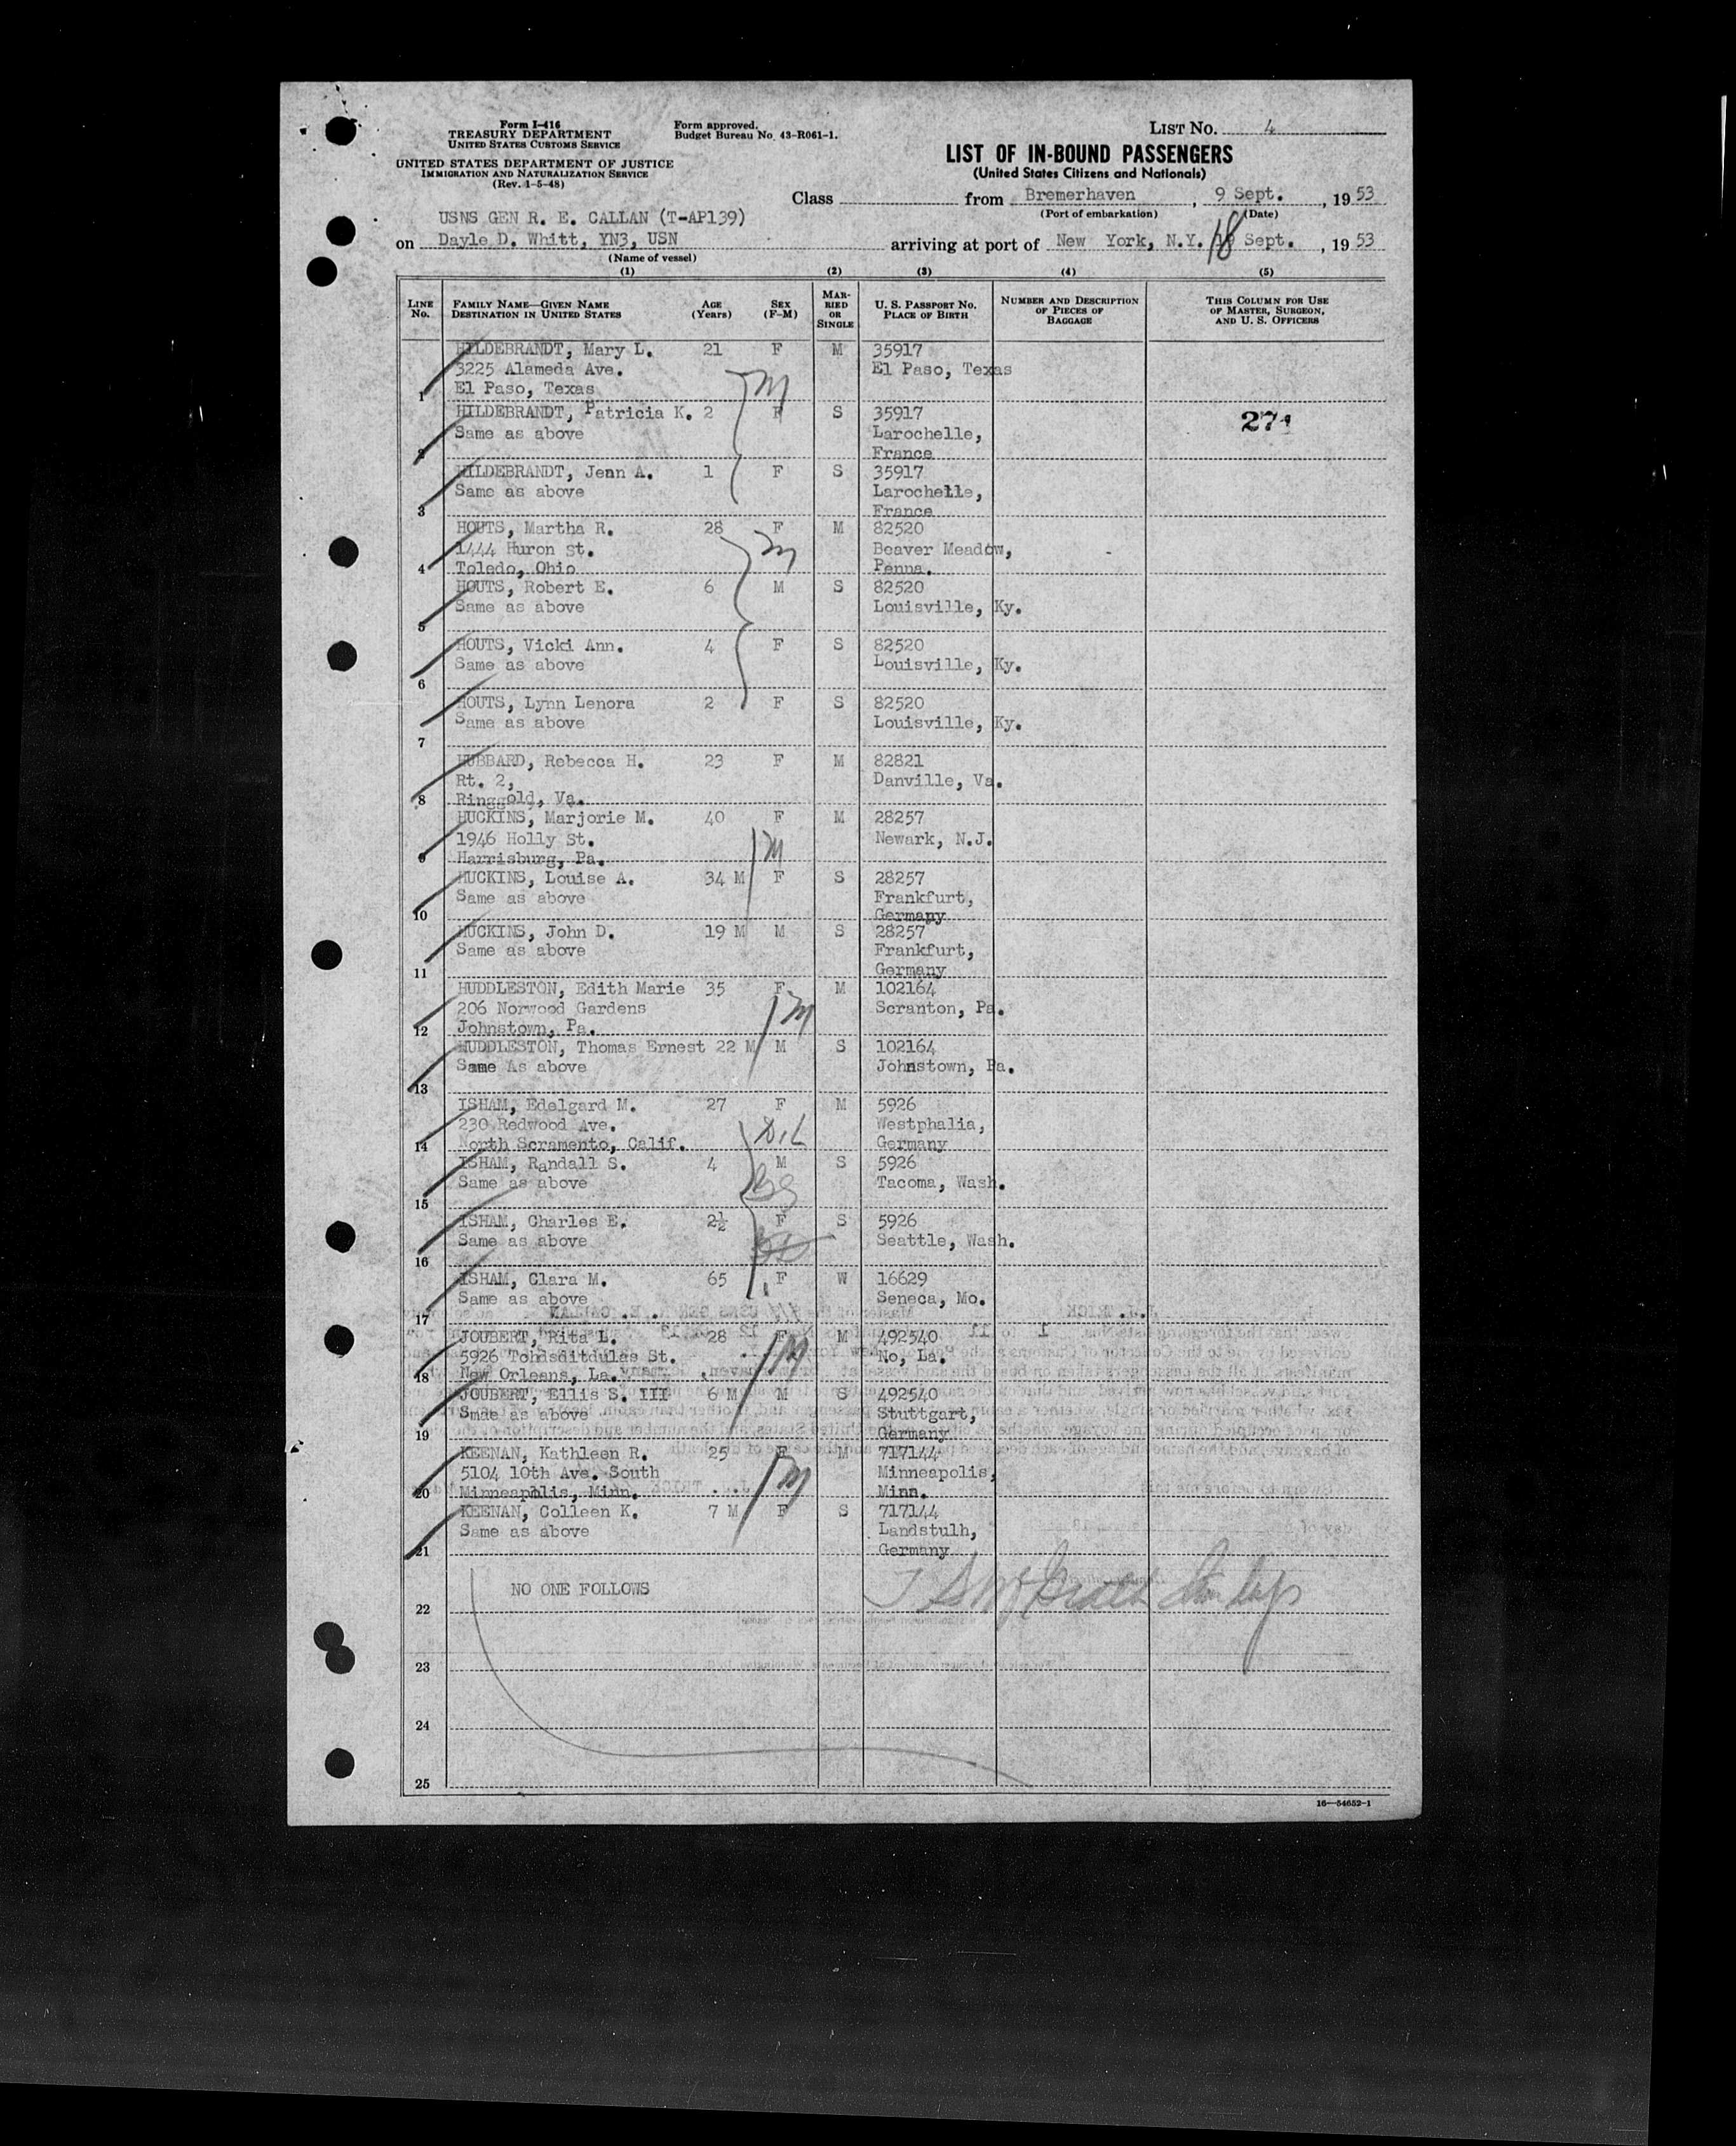 Form I-416
TREASURY DEPARTMENT
UNITED STATES CUSTOMS SERVICE
UNITED STATES DEPARTMENT OF JUSTICE
IMMIGRATION AND NATURALIZATION SERVICE
(Rev. 1-5-48)
Form approved.
Budget Bureau No. 43-R061-1.
LIST No. 4
LIST OF IN-BOUND PASSENGERS
(United States Citizens and Nationals)
Class from Bremerhaven, 9 Sept., 1953
(Port of embarkation) (Date)
USNS GEN R. E. CALLAN (T-AP139)
on Dayle D. Whitt, YN3, USN arriving at port of New York, N.Y. 18 Sept., 1953
(Name of vessel)
(1) (2) (3) (4) (5)
LINE No. FAMILY NAME—GIVEN NAME DESTINATION IN UNITED STATES AGE (Years) SEX (F-M) MARRIED OR SINGLE U. S. PASSPORT No. PLACE OF BIRTH NUMBER AND DESCRIPTION OF PIECES OF BAGGAGE THIS COLUMN FOR USE OF MASTER, SURGEON, AND U. S. OFFICERS
HILDEBRANDT, Mary L. 21 F M 35917
3225 Alameda Ave. El Paso, Texas
1 El Paso, Texas M
HILDEBRANDT, Patricia K. 2 F S 35917 271
Same as above Larochelle,
2 France
HILDEBRANDT, Jenn A. 1 F S 35917
Same as above Larochelle,
3 France
HOUTS, Martha R. 28 F M 82520
1444 Huron st. M Beaver Meadow,
4 Toledo, Ohio Penna.
HOUTS, Robert E. 6 M S 82520
Same as above Louisville, Ky.
5
HOUTS, Vicki Ann. 4 F S 82520
Same as above Louisville, Ky.
6
HOUTS, Lynn Lenora 2 F S 82520
Same as above Louisville, Ky.
7
HUBBARD, Rebecca H. 23 F M 82821
Rt. 2, Danville, Va.
8 Ringgold, Va.
HUCKINS, Marjorie M. 40 F M 28257
1946 Holly St. Newark, N.J.
9 Harrisburg, Pa. M
HUCKINS, Louise A. 34 M F S 28257
Same as above Frankfurt,
10 Germany
HUCKINS, John D. 19 M M S 28257
Same as above Frankfurt,
11 Germany
HUDDLESTON, Edith Marie 35 F M 102164
206 Norwood Gardens M Scranton, Pa.
12 Johnstown, Pa.
HUDDLESTON, Thomas Ernest 22 M M S 102164
Same As above Johnstown, Pa.
13
ISHAM, Edelgard M. 27 F M 5926
230 Redwood Ave. Westphalia,
14 North Scramento, Calif. Germany
ISHAM, Randall S. 4 M S 5926
Same as above Tacoma, Wash.
15
ISHAM, Charles E. 2½ F S 5926
Same as above Seattle, Wash.
16
ISHAM, Clara M. 65 F W 16629
Same as above Seneca, Mo.
17
JOUBERT, Rita L. 28 F M 492540
5926 Tchisditdulas St. M No, La.
18 New Orleans, La.
JOUBERT, Ellis S. III 6 M M S 492540
Smae as above Stuttgart,
19 Germany
KEENAN, Kathleen R. 25 F M 717144
5104 10th Ave. South M Minneapolis,
20 Minneapolis, Minn. Minn.
KEENAN, Colleen K. 7 M F S 717144
Same as above Landstulh,
21 Germany
NO ONE FOLLOWS
22
23
24
25
16—54652-1